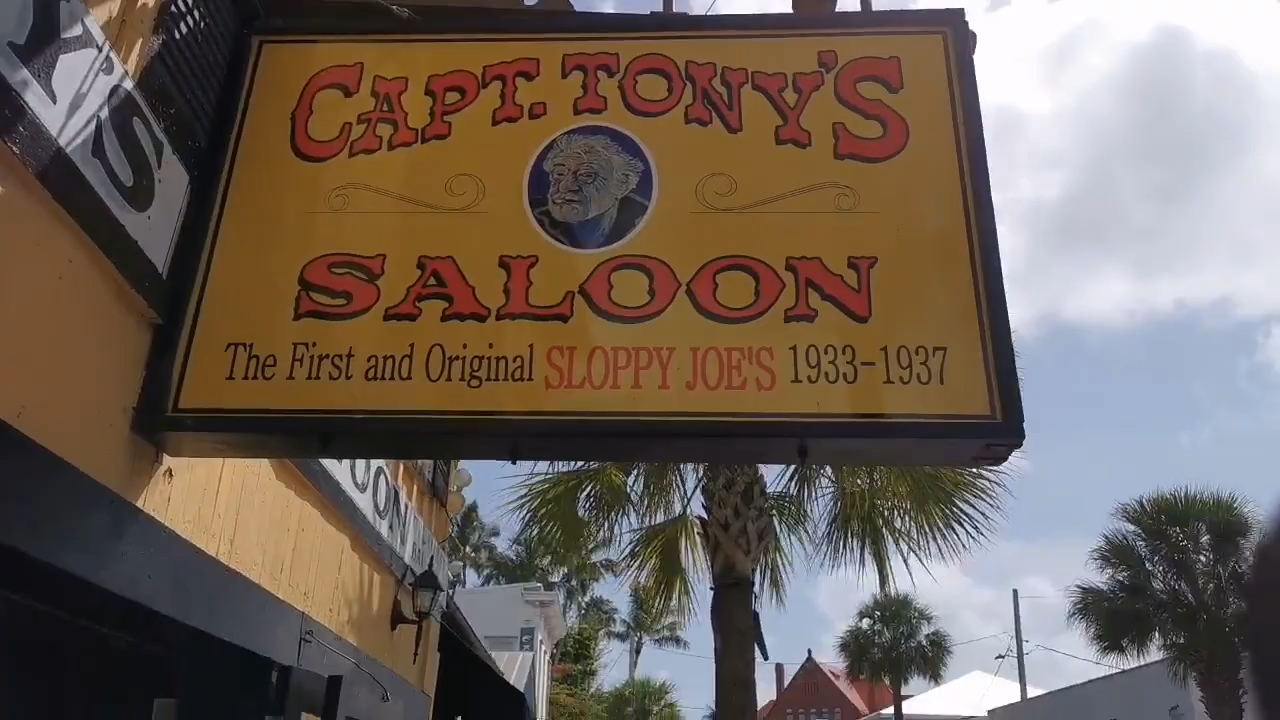 Y'S
CAPT. TONY'S
SALOON
The First and Original SLOPPY JOE'S 1933-1937